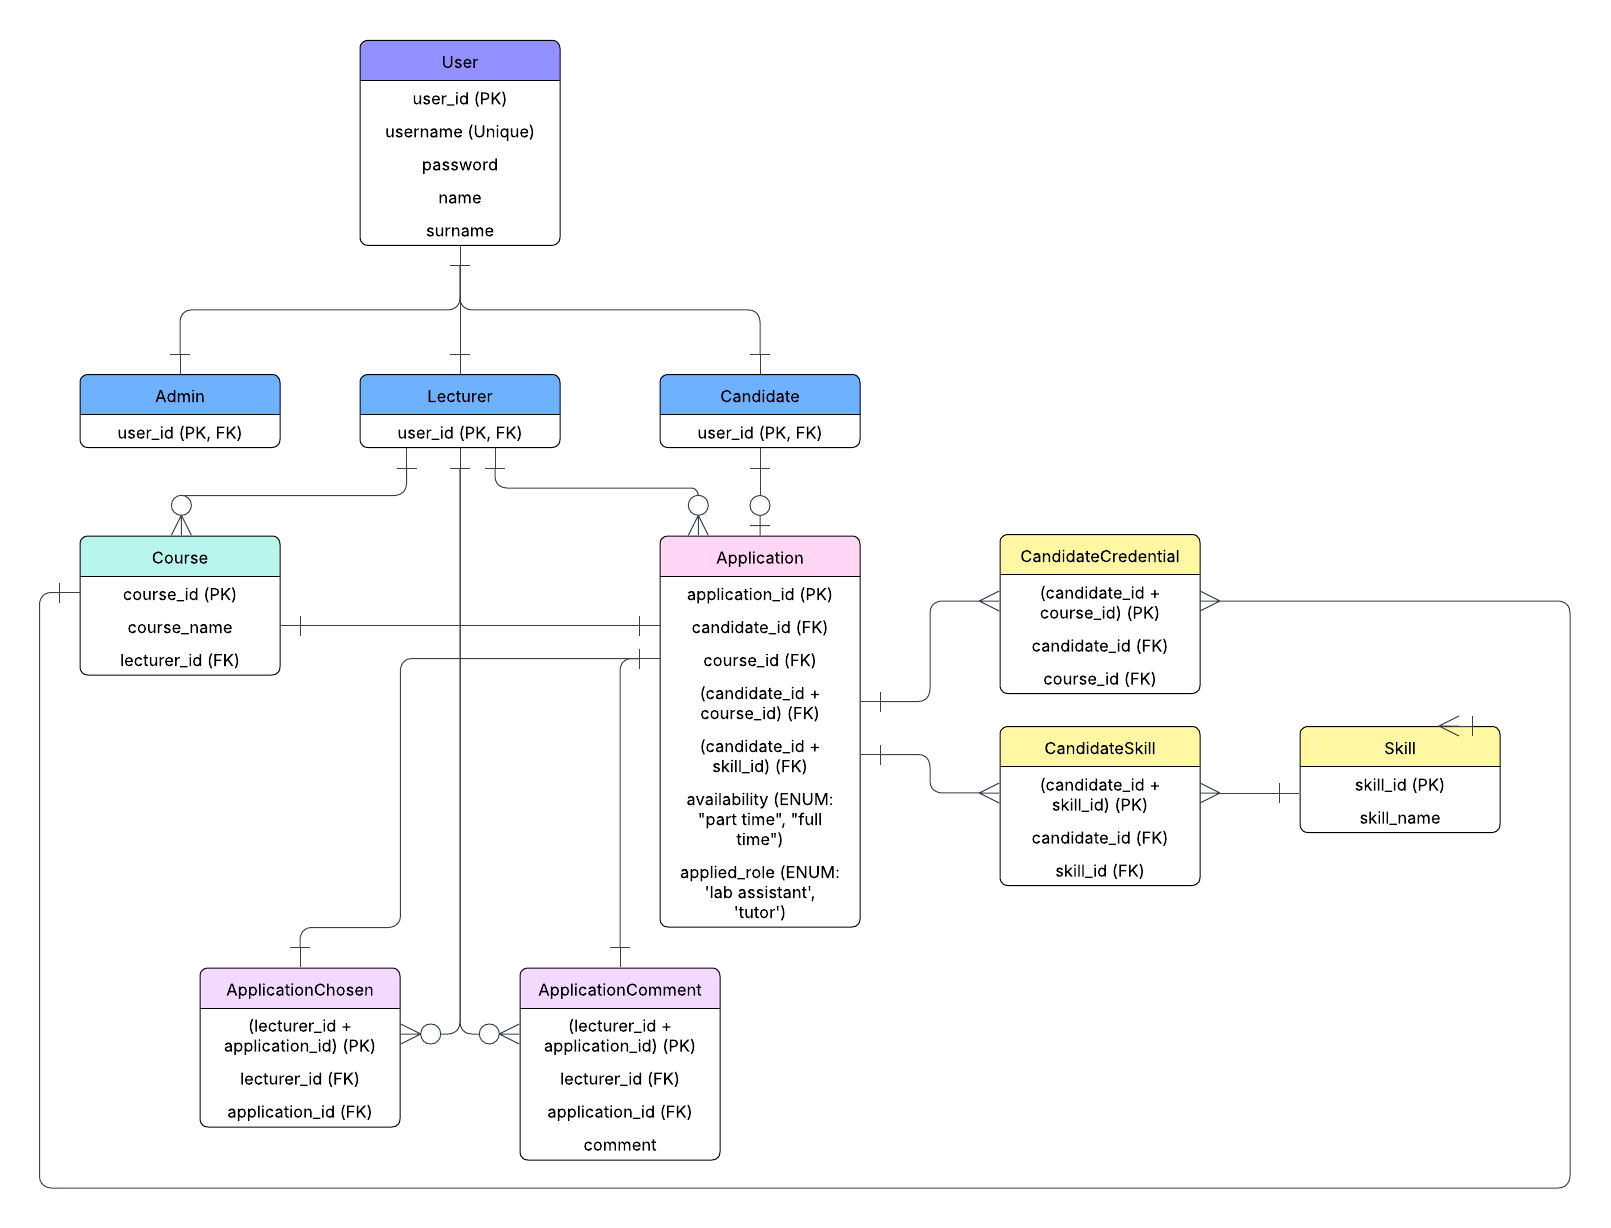 User
user_id (PK)
username (Unique)
password
name
surname
Admin
user_id (PK, FK)
Lecturer
user_id (PK, FK)
Candidate
user_id (PK, FK)
Course
course_id (PK)
course_name
lecturer_id (FK)
Application
application_id (PK)
candidate_id (FK)
course_id (FK)
(candidate_id +
course_id) (FK)
(candidate_id +
skill_id) (FK)
availability (ENUM:
"part time", "full
time")
applied_role (ENUM:
'lab assistant',
'tutor')
CandidateCredential
(candidate_id +
course_id) (PK)
candidate_id (FK)
course_id (FK)
CandidateSkill
(candidate_id +
skill_id) (PK)
candidate_id (FK)
skill_id (FK)
Skill
skill_id (PK)
skill_name
ApplicationChosen
(lecturer_id +
application_id) (PK)
lecturer_id (FK)
application_id (FK)
ApplicationComment
(lecturer_id +
application_id) (PK)
lecturer_id (FK)
application_id (FK)
comment